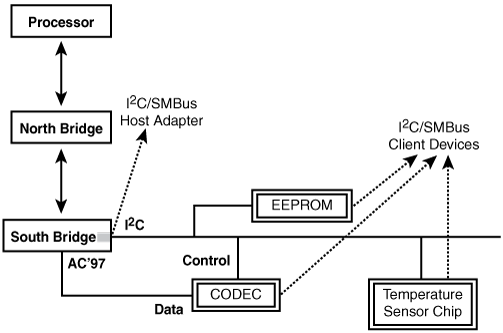 Processor
I²C/SMBus
Host Adapter
North Bridge
I²C/SMBus
Client Devices
EEPROM
South Bridge
I²C
AC'97
Control
Data
CODEC
Temperature
Sensor Chip